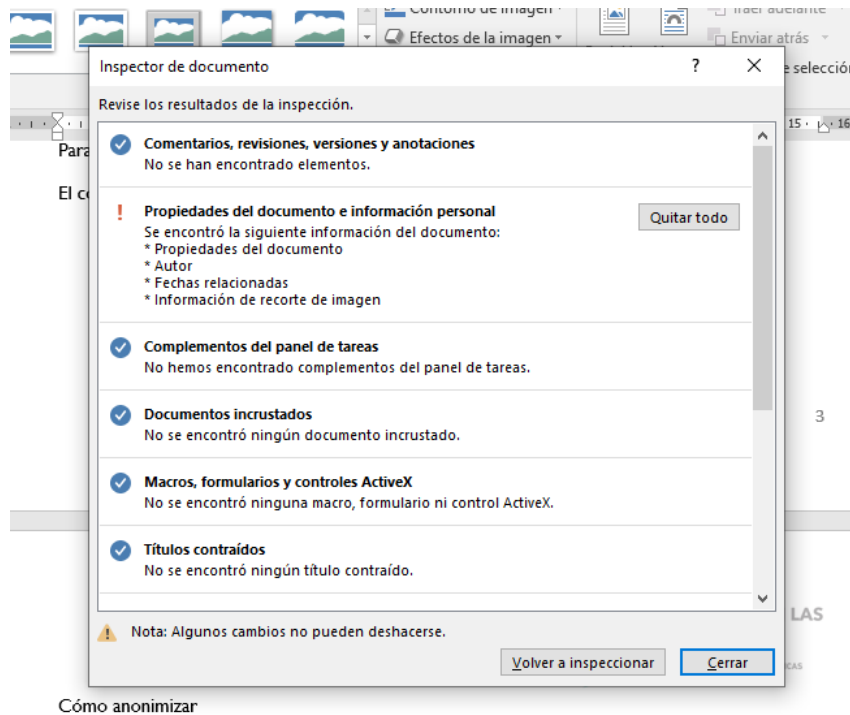 Contorno de imagen
Traer adelante
Efectos de la imagen
Enviar atrás
Inspector de documento
?
e selección
Revise los resultados de la inspección.
15
16
Comentarios, revisiones, versiones y anotaciones
No se han encontrado elementos.
Para
El co
! Propiedades del documento e información personal
Quitar todo
Se encontró la siguiente información del documento:
* Propiedades del documento
* Autor
* Fechas relacionadas
* Información de recorte de imagen
Complementos del panel de tareas
No hemos encontrado complementos del panel de tareas.
Documentos incrustados
No se encontró ningún documento incrustado.
3
Macros, formularios y controles ActiveX
No se encontró ninguna macro, formulario ni control ActiveX.
Títulos contraídos
No se encontró ningún título contraído.
LAS
Nota: Algunos cambios no pueden deshacerse.
Volver a inspeccionar
Cerrar
Cómo anonimizar